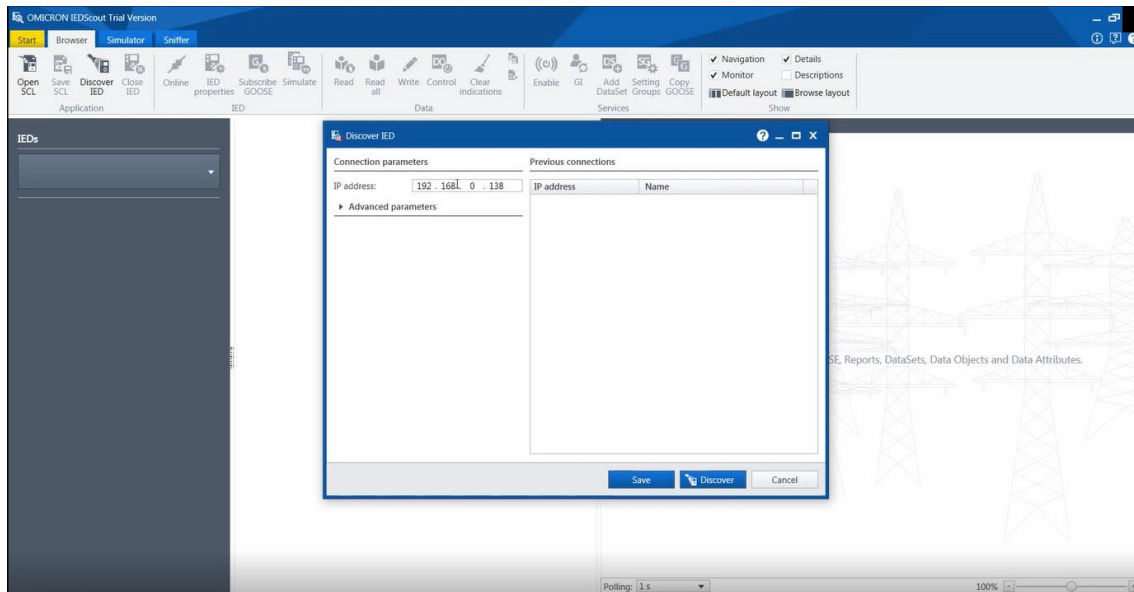 OMICRON IEDScout Trial Version
Start Browser Simulator Sniffer
Open SCL
Save SCL
Discover IED
Close IED
Online
IED properties
Subscribe GOOSE
Simulate
Read
Read all
Write
Control
Clear indications
Enable
GI
Add DataSet
Setting Groups
Copy GOOSE
Navigation
Details
Monitor
Descriptions
Default layout
Browse layout
Application
IED
Data
Services
Show
IEDs
Discover IED
Connection parameters
IP address: 192 . 168. 0 . 138
Advanced parameters
Previous connections
IP address Name
Save Discover Cancel
Reports, DataSets, Data Objects and Data Attributes.
Polling: 1 s
100%